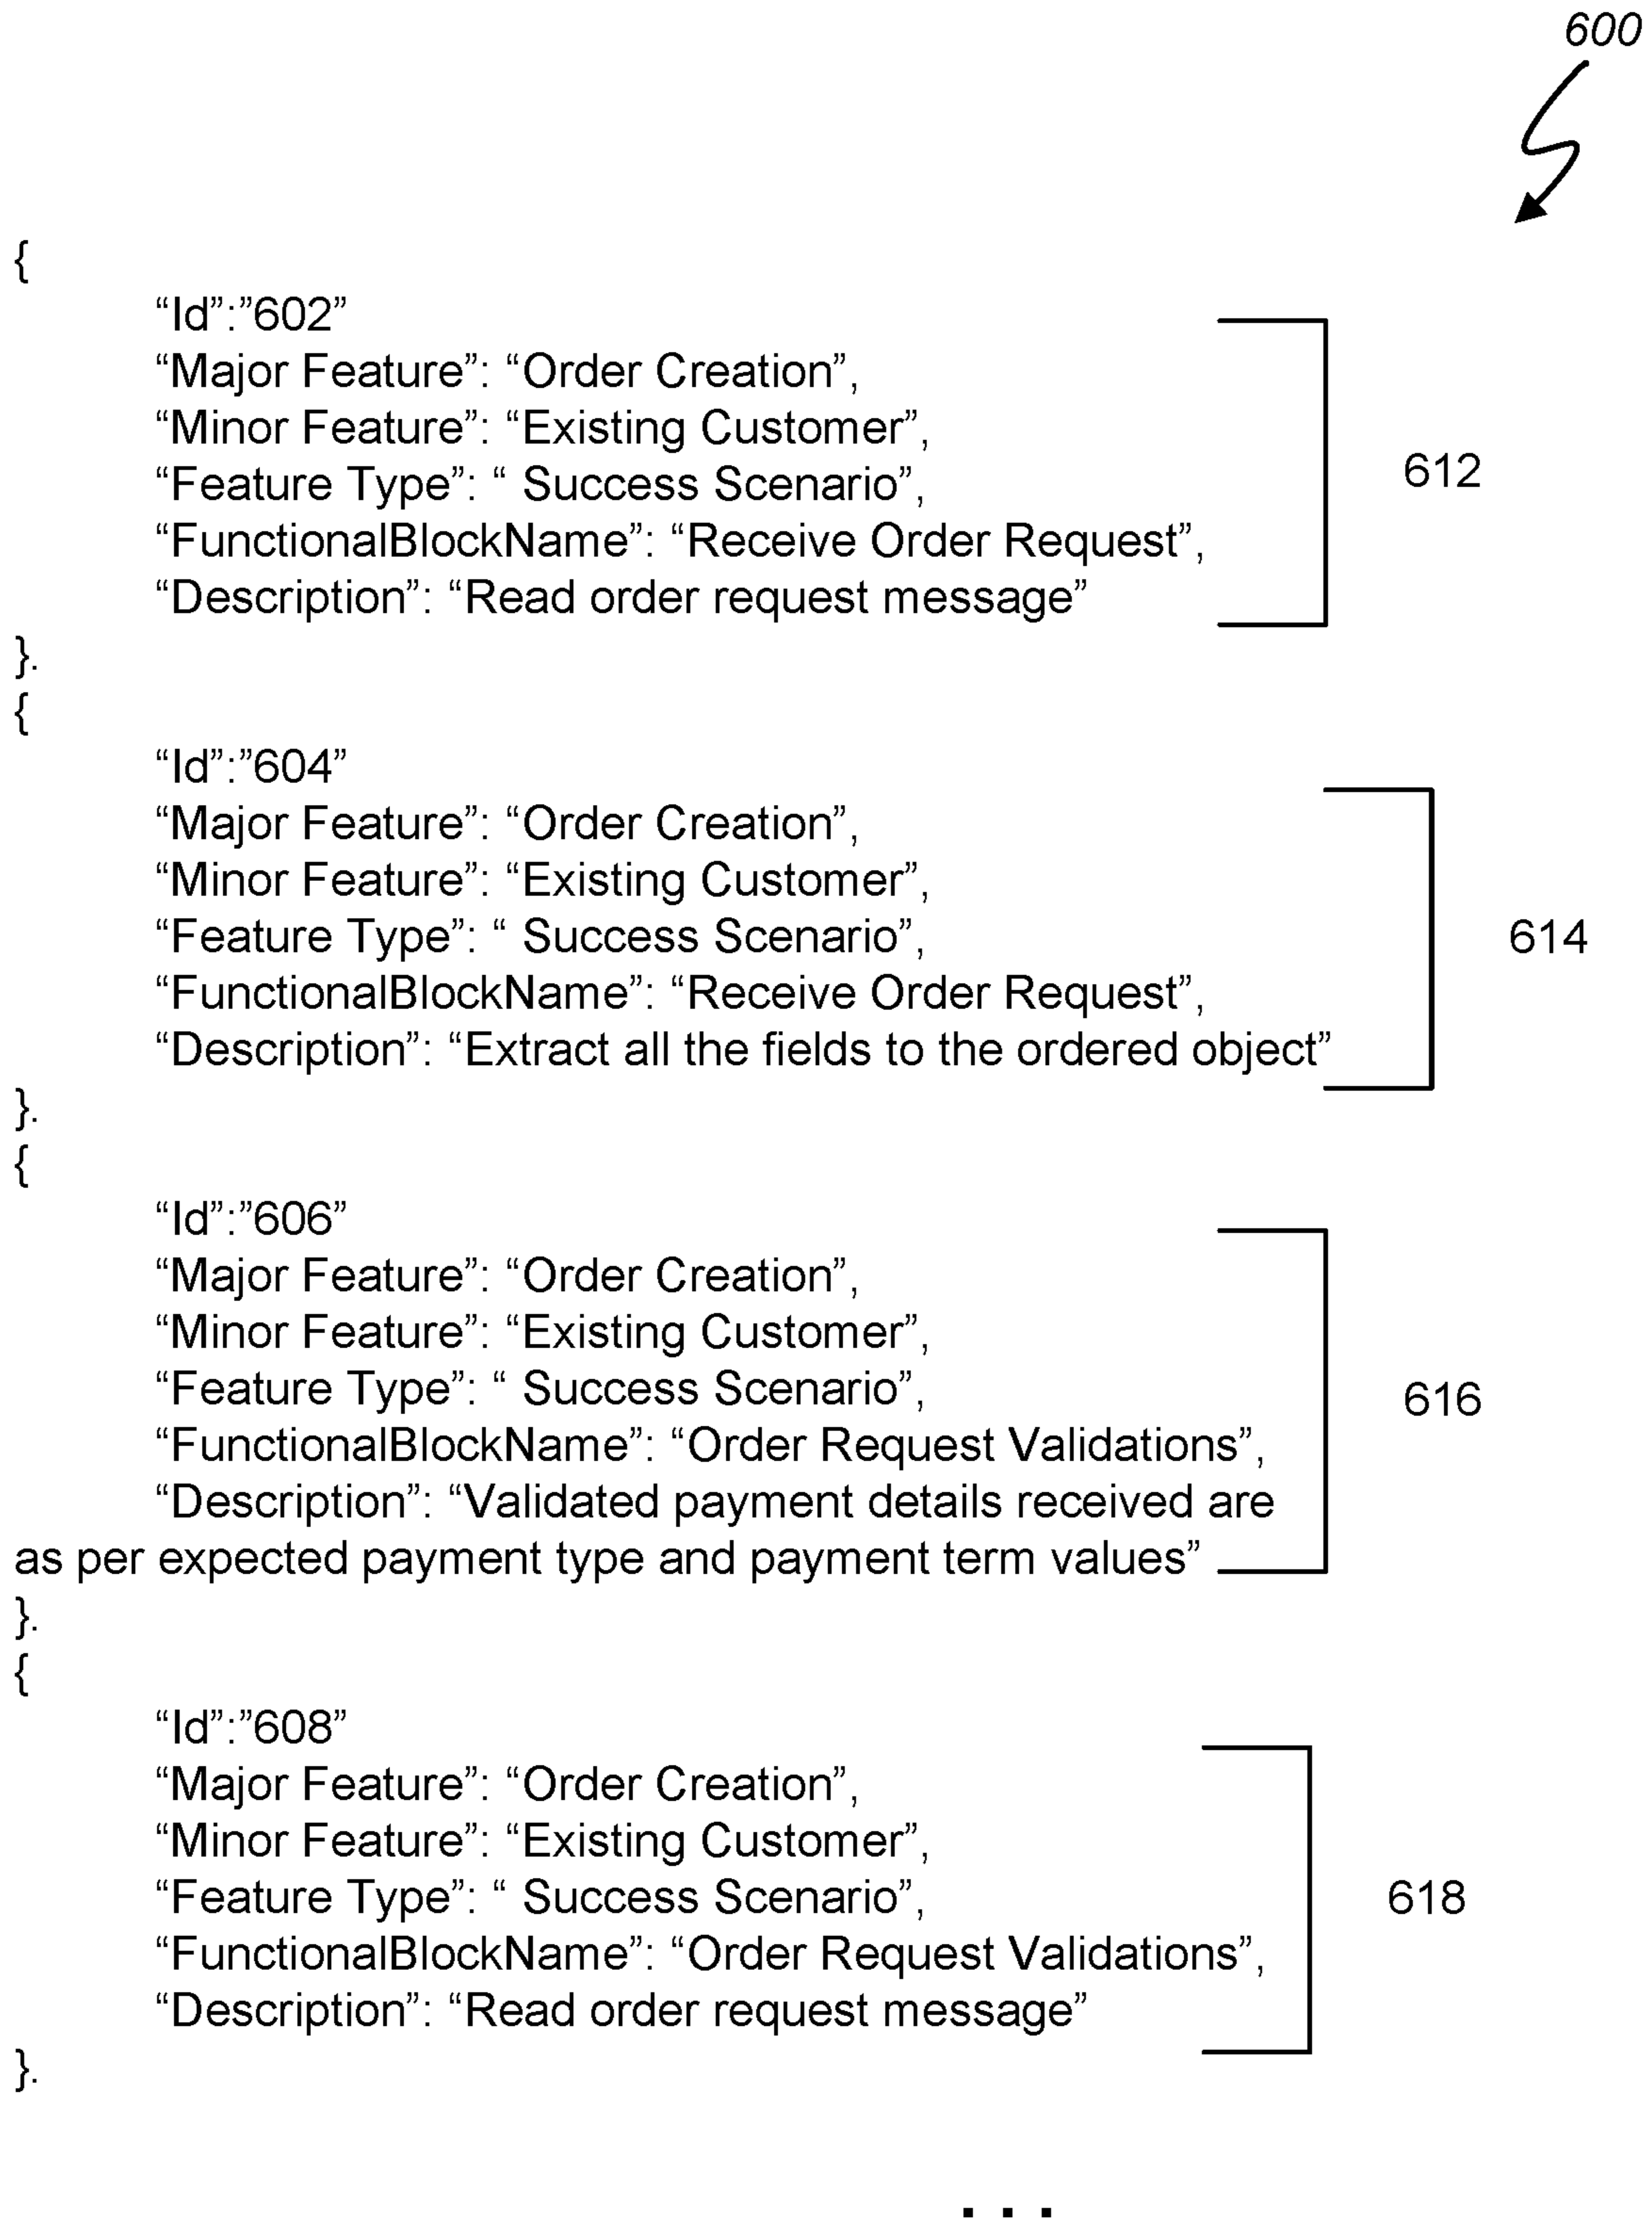 600
{
“Id”:”602”
“Major Feature”: “Order Creation”,
“Minor Feature”: “Existing Customer”,
“Feature Type”: “ Success Scenario”,
“FunctionalBlockName”: “Receive Order Request”,
“Description”: “Read order request message”
612
}.
{
“Id”:”604”
“Major Feature”: “Order Creation”,
“Minor Feature”: “Existing Customer”,
“Feature Type”: “ Success Scenario”,
“FunctionalBlockName”: “Receive Order Request”,
“Description”: “Extract all the fields to the ordered object”
614
}.
{
“Id”:”606”
“Major Feature”: “Order Creation”,
“Minor Feature”: “Existing Customer”,
“Feature Type”: “ Success Scenario”,
“FunctionalBlockName”: “Order Request Validations”,
“Description”: “Validated payment details received are
as per expected payment type and payment term values”
616
}.
{
“Id”:”608”
“Major Feature”: “Order Creation”,
“Minor Feature”: “Existing Customer”,
“Feature Type”: “ Success Scenario”,
“FunctionalBlockName”: “Order Request Validations”,
“Description”: “Read order request message”
618
}.
. . .